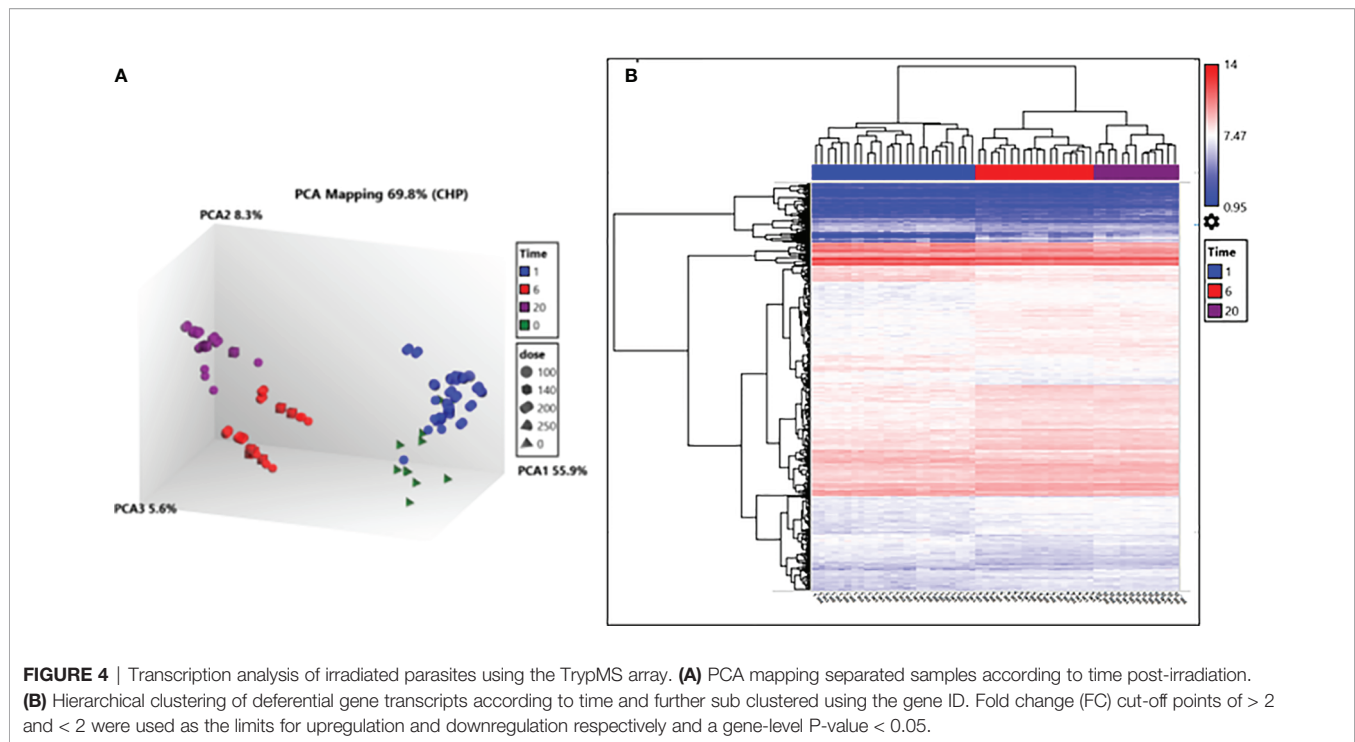 A
PCA Mapping 69.8% (CHP)
PCA2 8.3%
PCA1 55.9%
PCA3 5.6%
Time
1
6
20
0
dose
100
140
200
250
0
B
14
7.47
0.95
Time
1
6
20
FIGURE 4 | Transcription analysis of irradiated parasites using the TrypMS array. (A) PCA mapping separated samples according to time post-irradiation.
(B) Hierarchical clustering of deferential gene transcripts according to time and further sub clustered using the gene ID. Fold change (FC) cut-off points of > 2
and < 2 were used as the limits for upregulation and downregulation respectively and a gene-level P-value < 0.05.